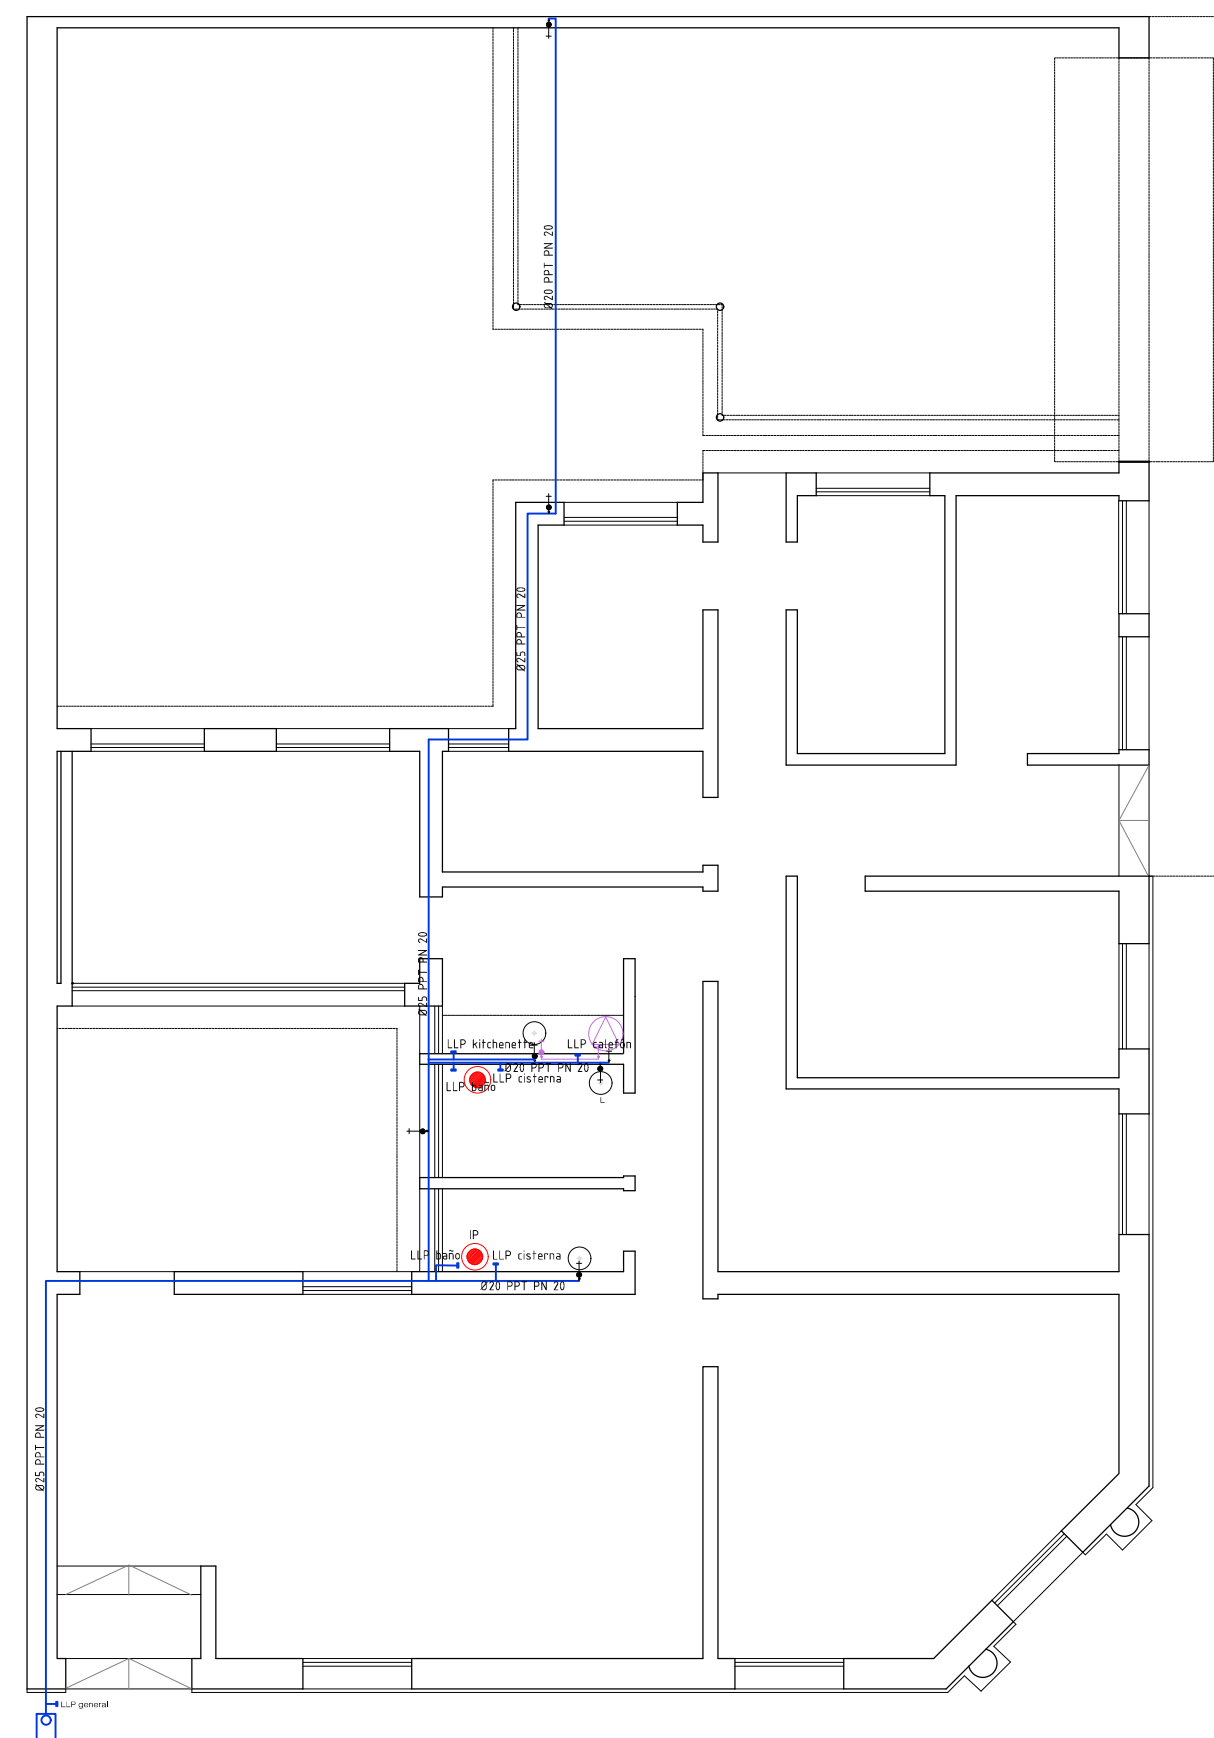 Ø20 PPT PN 20
Ø25 PPT PN 20
Ø25 PPT PN 20
LLP kitchenette
LLP calefón
Ø20 PPT PN 20
LLP cisterna
LLP baño
L
IP
LLP baño
LLP cisterna
Ø20 PPT PN 20
Ø25 PPT PN 20
LLP general